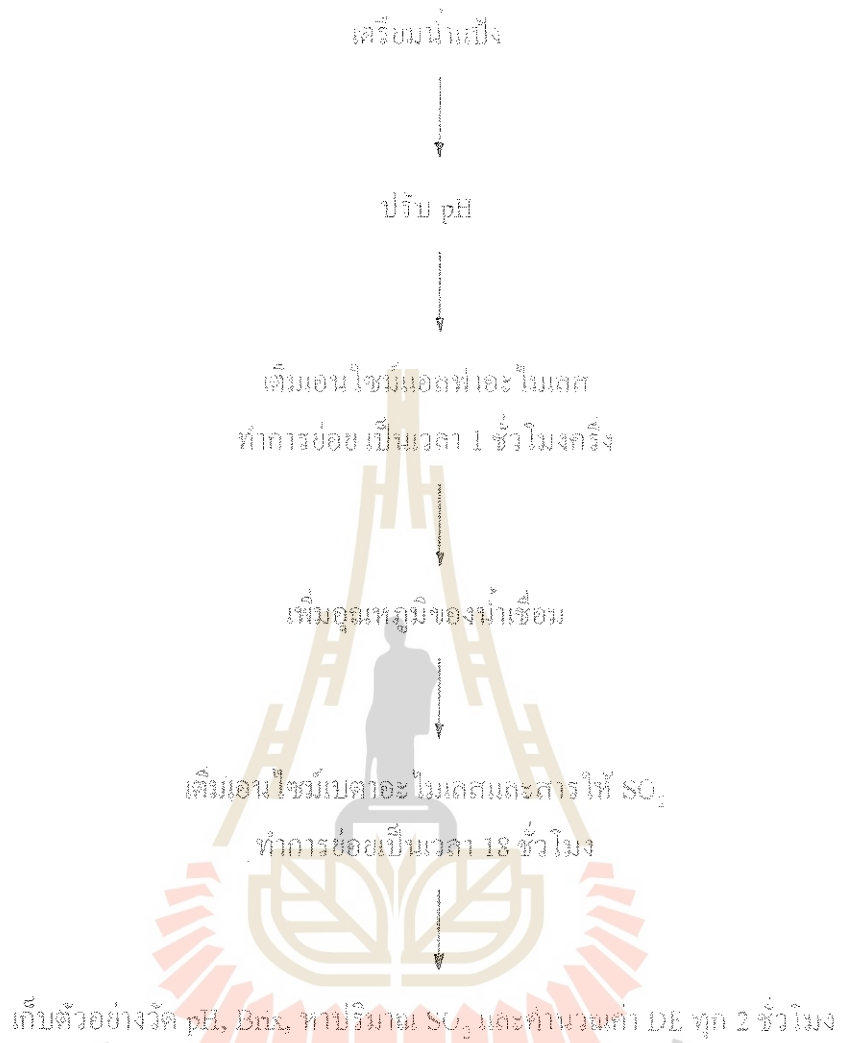 เตรียมน้ำแป้ง
ปรับ pH
เติมเอนไซม์แอลฟาอะไมเลส
ทำการย่อยเป็นเวลา 1 ชั่วโมงครึ่ง
เพิ่มอุณหภูมิของน้ำเชื่อม
เติมเอนไซม์เบตาอะไมเลสและสารให้ SO₂
ทำการย่อยเป็นเวลา 18 ชั่วโมง
เก็บตัวอย่างวัด pH, Brix, หาปริมาณ SO₂ และคำนวณค่า DE ทุก 2 ชั่วโมง